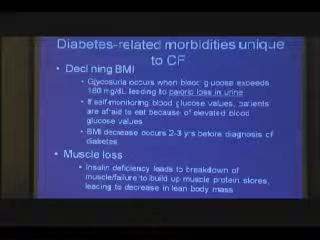 Diabetes-related morbidities unique
to CF
• Declining BMI
• Glycosuria occurs when blood glucose exceeds
180 mg/dL leading to caloric loss in urine
• If self-monitoring blood glucose values, patients
are afraid to eat because of elevated blood
glucose values
• BMI decrease occurs 2-3 yrs before diagnosis of
diabetes
• Muscle loss
• Insulin deficiency leads to breakdown of
muscle/failure to build up muscle protein stores,
leading to decrease in lean body mass